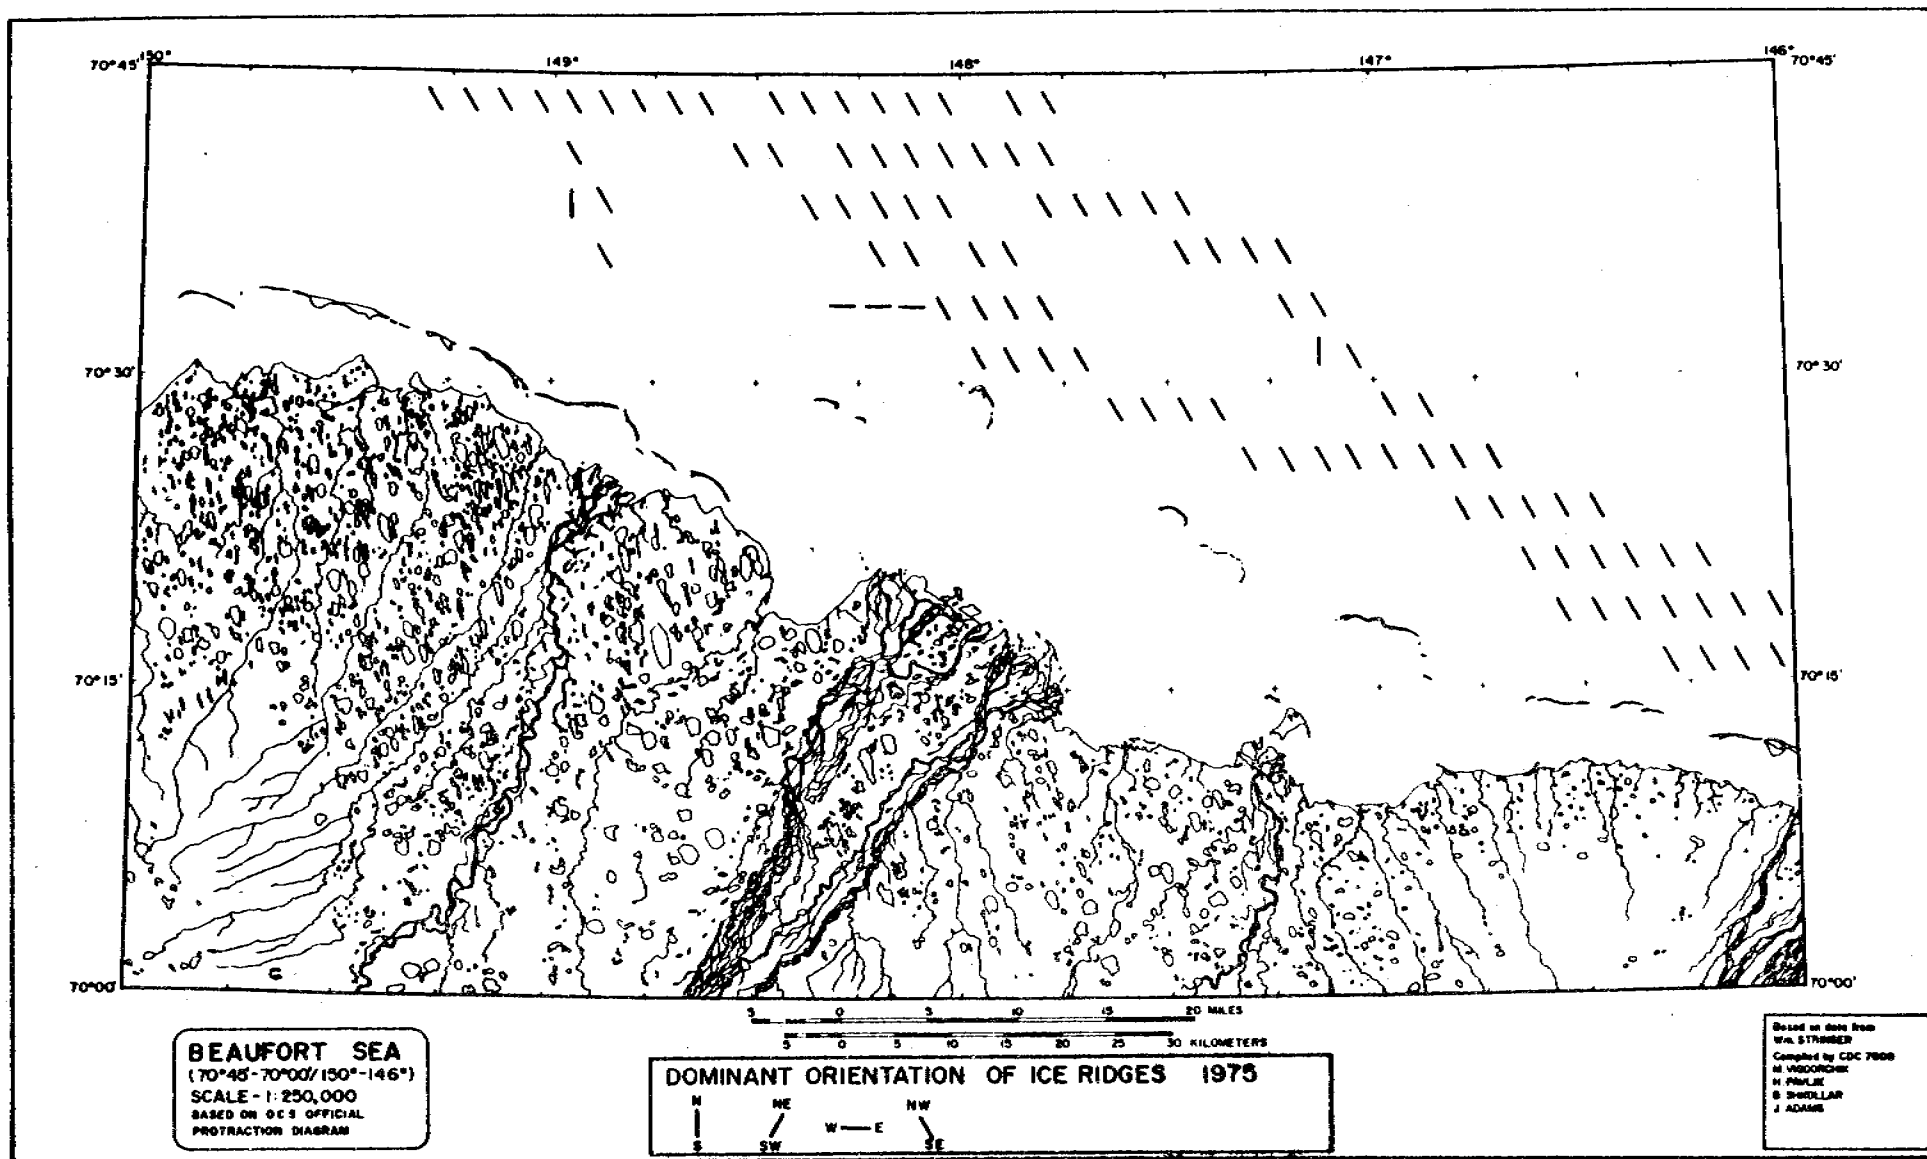 150° 149° 148° 147° 146°
70°45' 70°45'
70°30' 70°30'
70°15' 70°15'
70°00' 70°00'
5 0 5 10 15 20 MILES
5 0 5 10 15 20 25 30 KILOMETERS
BEAUFORT SEA
(70°45'-70°00'/150°-146°)
SCALE - 1:250,000
BASED ON OCS OFFICIAL
PROTRACTION DIAGRAM
DOMINANT ORIENTATION OF ICE RIDGES 1975
N NE NW
W E
S SW SE
Based on data from
Wm. STRINGER
Compiled by CDC 7600
M. VIGDORCHIK
J. ADAMS